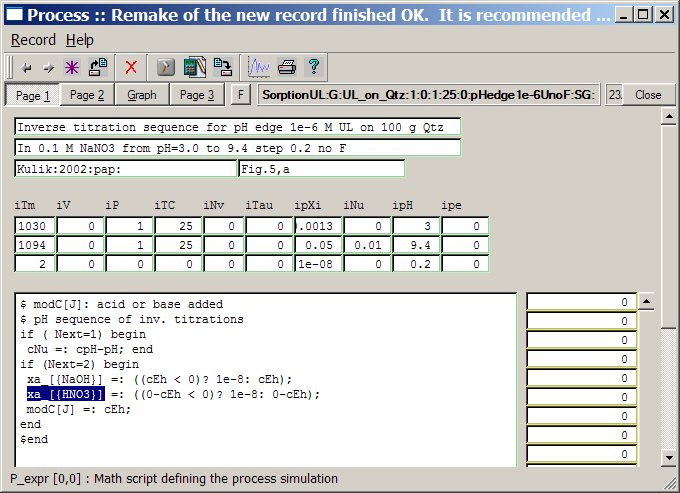 Process :: Remake of the new record finished OK. It is recommended ...
Record Help
Page 1 Page 2 Graph Page 3 F SorptionUL:G:UL_on_Qtz:1:0:1:25:0:pHedge1e-6UnoF:SG: 23 Close
Inverse titration sequence for pH edge 1e-6 M UL on 100 g Qtz
In 0.1 M NaNO3 from pH=3.0 to 9.4 step 0.2 no F
Kulik:2002:pap: Fig.5,a
iTm iV iP iTC iNv iTau ipXi iNu ipH ipe
1030 0 1 25 0 0 0.0013 0 3 0
1094 0 1 25 0 0 0.05 0.01 9.4 0
2 0 0 0 0 0 1e-08 0 0.2 0
$ modC[J]: acid or base added 0
$ pH sequence of inv. titrations 0
if ( Next=1) begin 0
cNu =: cpH-pH; end 0
if (Next=2) begin 0
xa_[{NaOH}] =: ((cEh < 0)? 1e-8: cEh); 0
xa_[{HNO3}] =: ((0-cEh < 0)? 1e-8: 0-cEh); 0
modC[J] =: cEh; 0
end 0
$end
P_expr [0,0] : Math script defining the process simulation